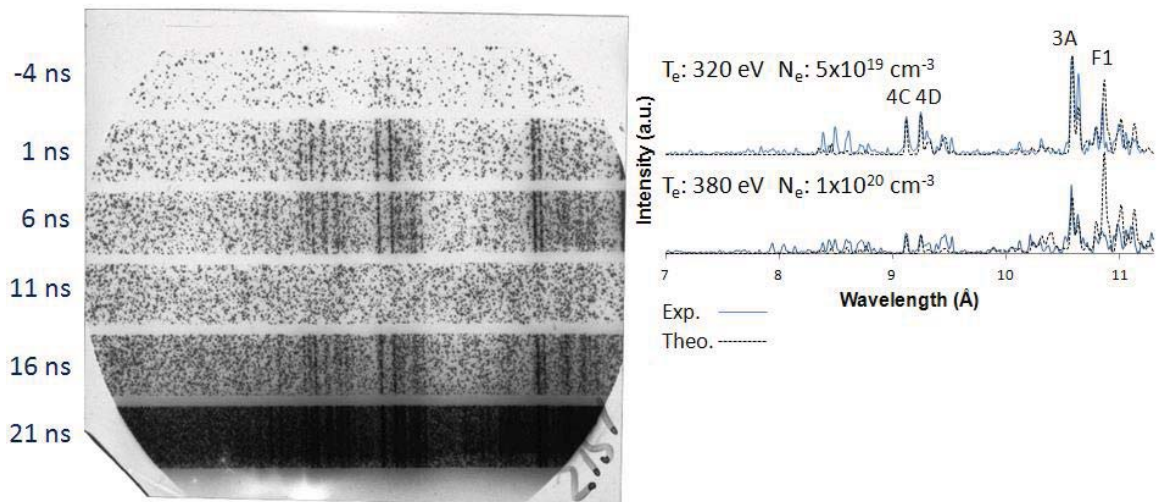 -4 ns
1 ns
6 ns
11 ns
16 ns
21 ns
Tₑ: 320 eV Nₑ: 5x10¹⁹ cm⁻³
3A
F1
4C 4D
Tₑ: 380 eV Nₑ: 1x10²⁰ cm⁻³
Intensity (a.u.)
7 8 9 10 11
Wavelength (Å)
Exp.
Theo.